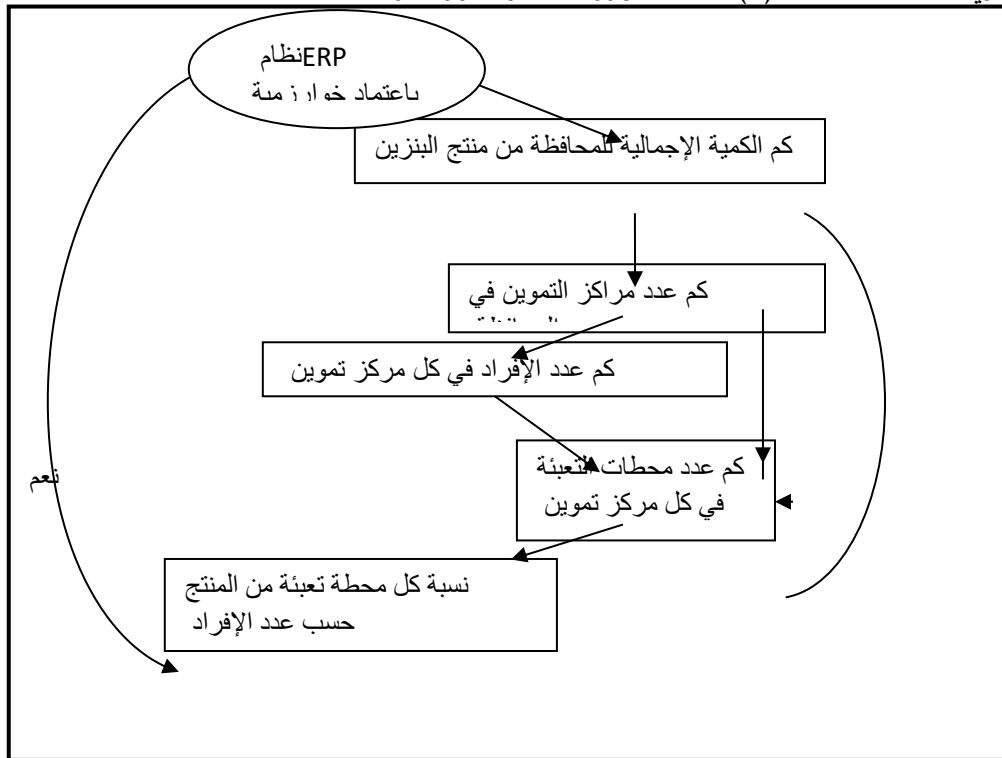 نظام ERP
باعتماد خوارزمية
كم الكمية الإجمالية للمحافظة من منتج البنزين
كم عدد مراكز التموين في
كم عدد الإفراد في كل مركز تموين
كم عدد محطات التعبئة
في كل مركز تموين
نعم
نسبة كل محطة تعبئة من المنتج
حسب عدد الإفراد